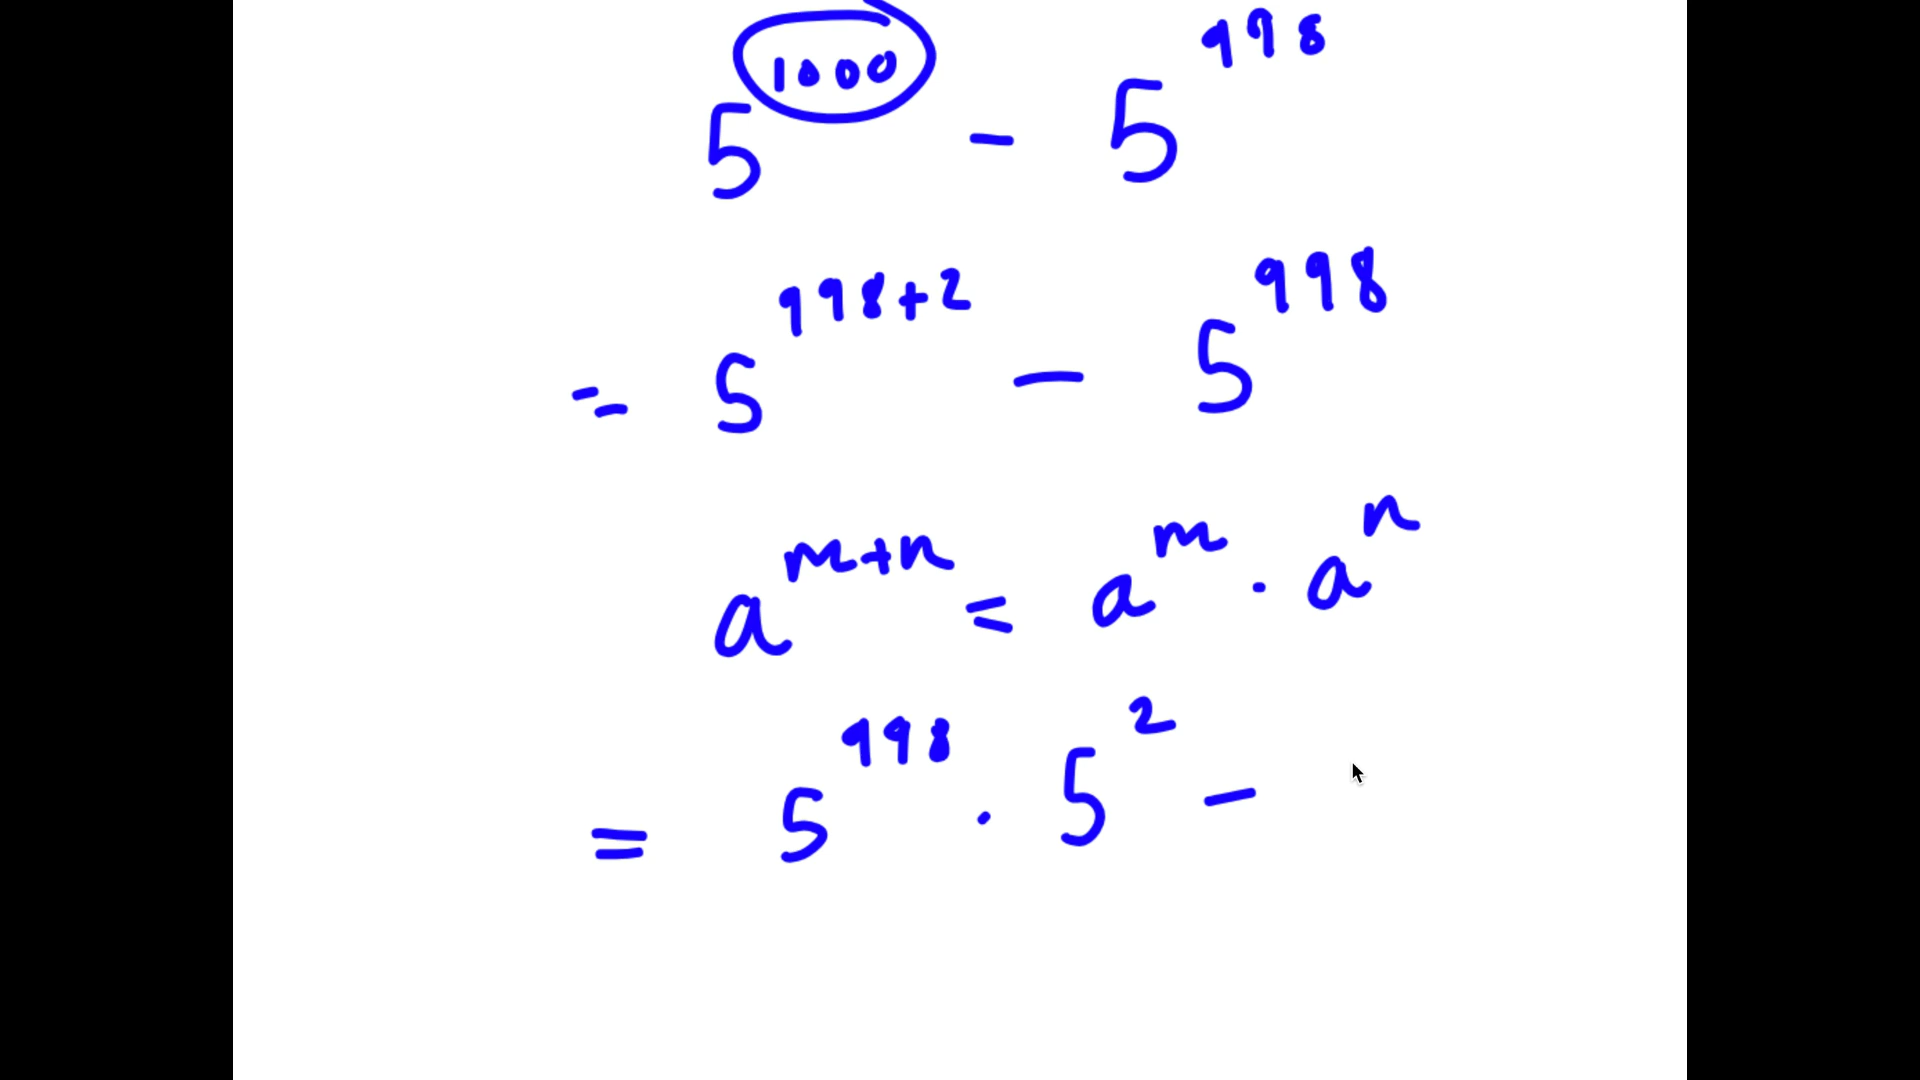 5^1000 - 5^998
= 5^998+2 - 5^998
a^m+n = a^m · a^n
= 5^998 · 5^2 -